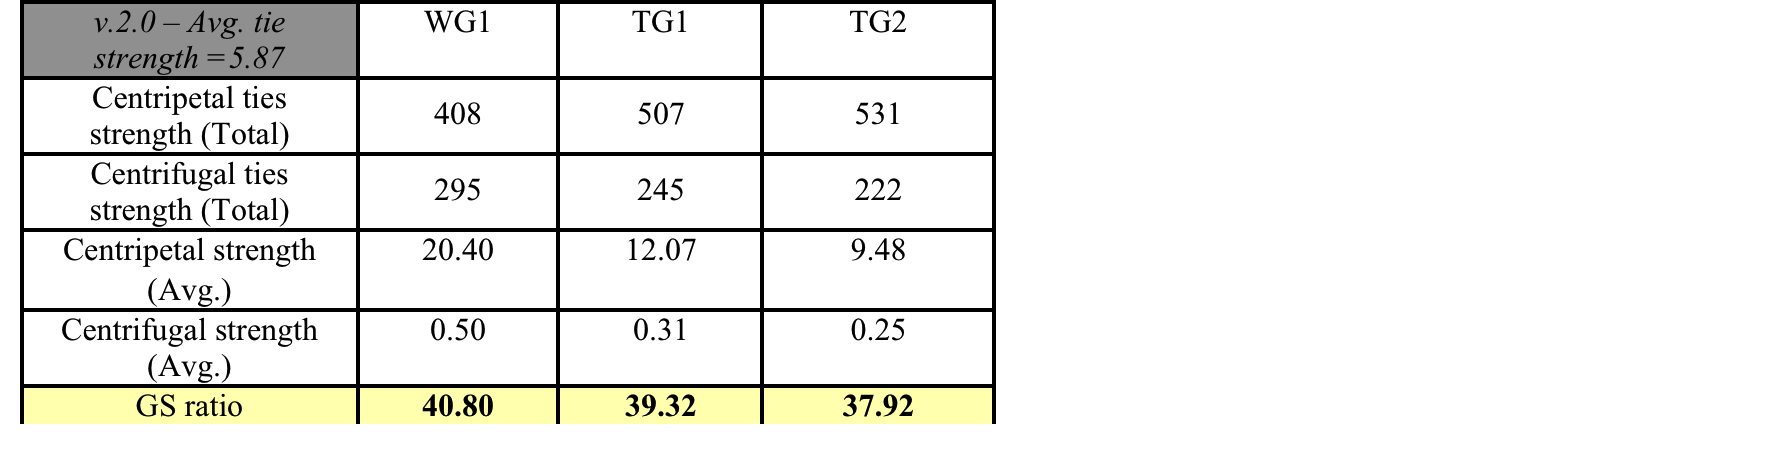 v.2.0 – Avg. tie strength =5.87 WG1 TG1 TG2
Centripetal ties strength (Total) 408 507 531
Centrifugal ties strength (Total) 295 245 222
Centripetal strength (Avg.) 20.40 12.07 9.48
Centrifugal strength (Avg.) 0.50 0.31 0.25
GS ratio 40.80 39.32 37.92